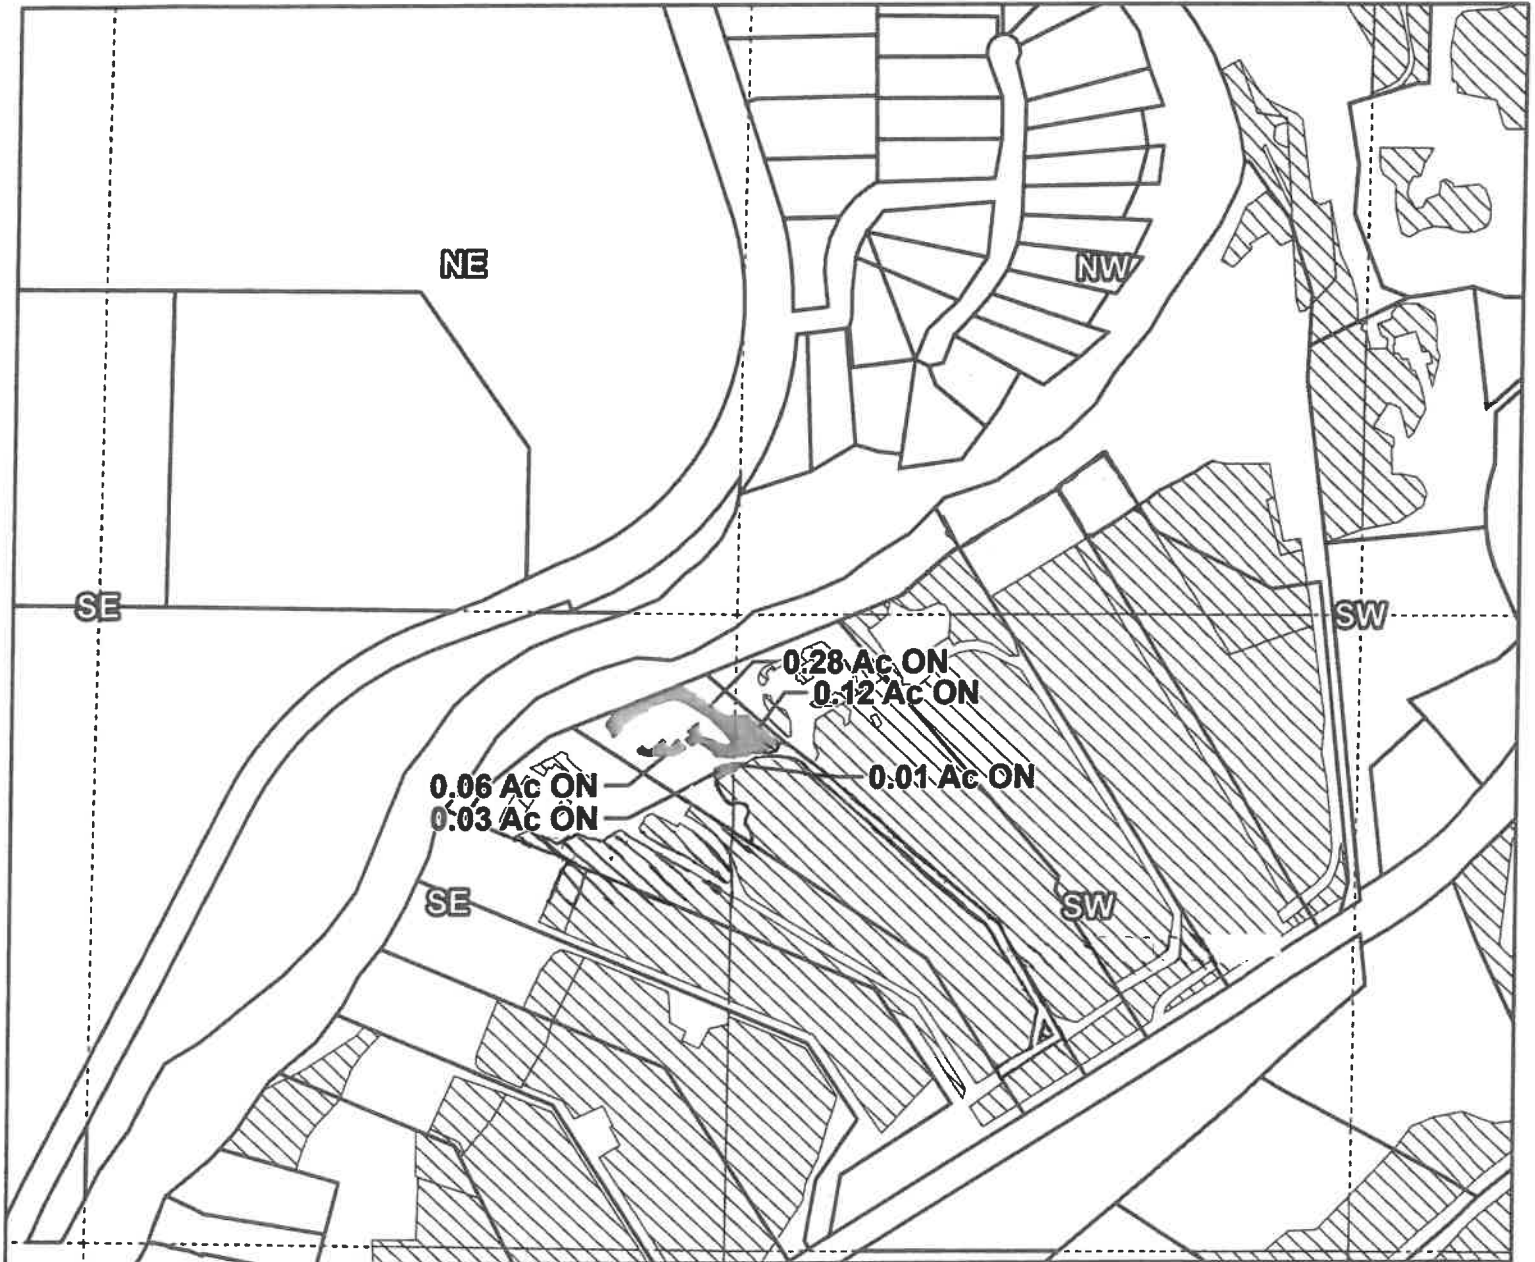 NE
NW
SE
SW
0.28 Ac ON
0.12 Ac ON
0.06 Ac ON
0.01 Ac ON
0.03 Ac ON
SE
SW